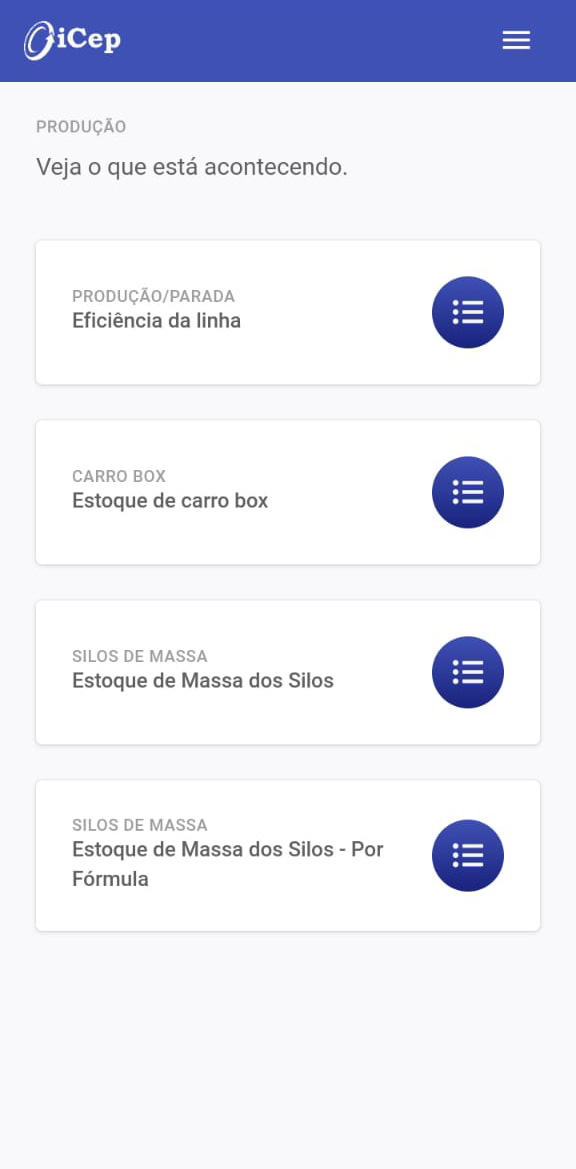 iCep
PRODUÇÃO
Veja o que está acontecendo.
PRODUÇÃO/PARADA
Eficiência da linha
CARRO BOX
Estoque de carro box
SILOS DE MASSA
Estoque de Massa dos Silos
SILOS DE MASSA
Estoque de Massa dos Silos - Por
Fórmula